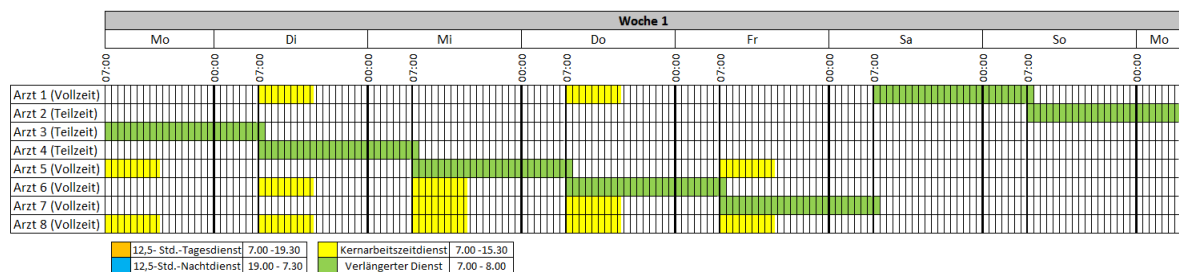 Woche 1
Mo Di Mi Do Fr Sa So Mo
07:00 00:00 07:00 00:00 07:00 00:00 07:00 00:00 07:00 00:00 07:00 00:00 07:00 00:00
Arzt 1 (Vollzeit)
Arzt 2 (Teilzeit)
Arzt 3 (Teilzeit)
Arzt 4 (Teilzeit)
Arzt 5 (Vollzeit)
Arzt 6 (Vollzeit)
Arzt 7 (Vollzeit)
Arzt 8 (Vollzeit)
12,5- Std.-Tagesdienst 7.00 -19.30 Kernarbeitszeitdienst 7.00 -15.30
12,5-Std.-Nachtdienst 19.00 - 7.30 Verlängerter Dienst 7.00 - 8.00